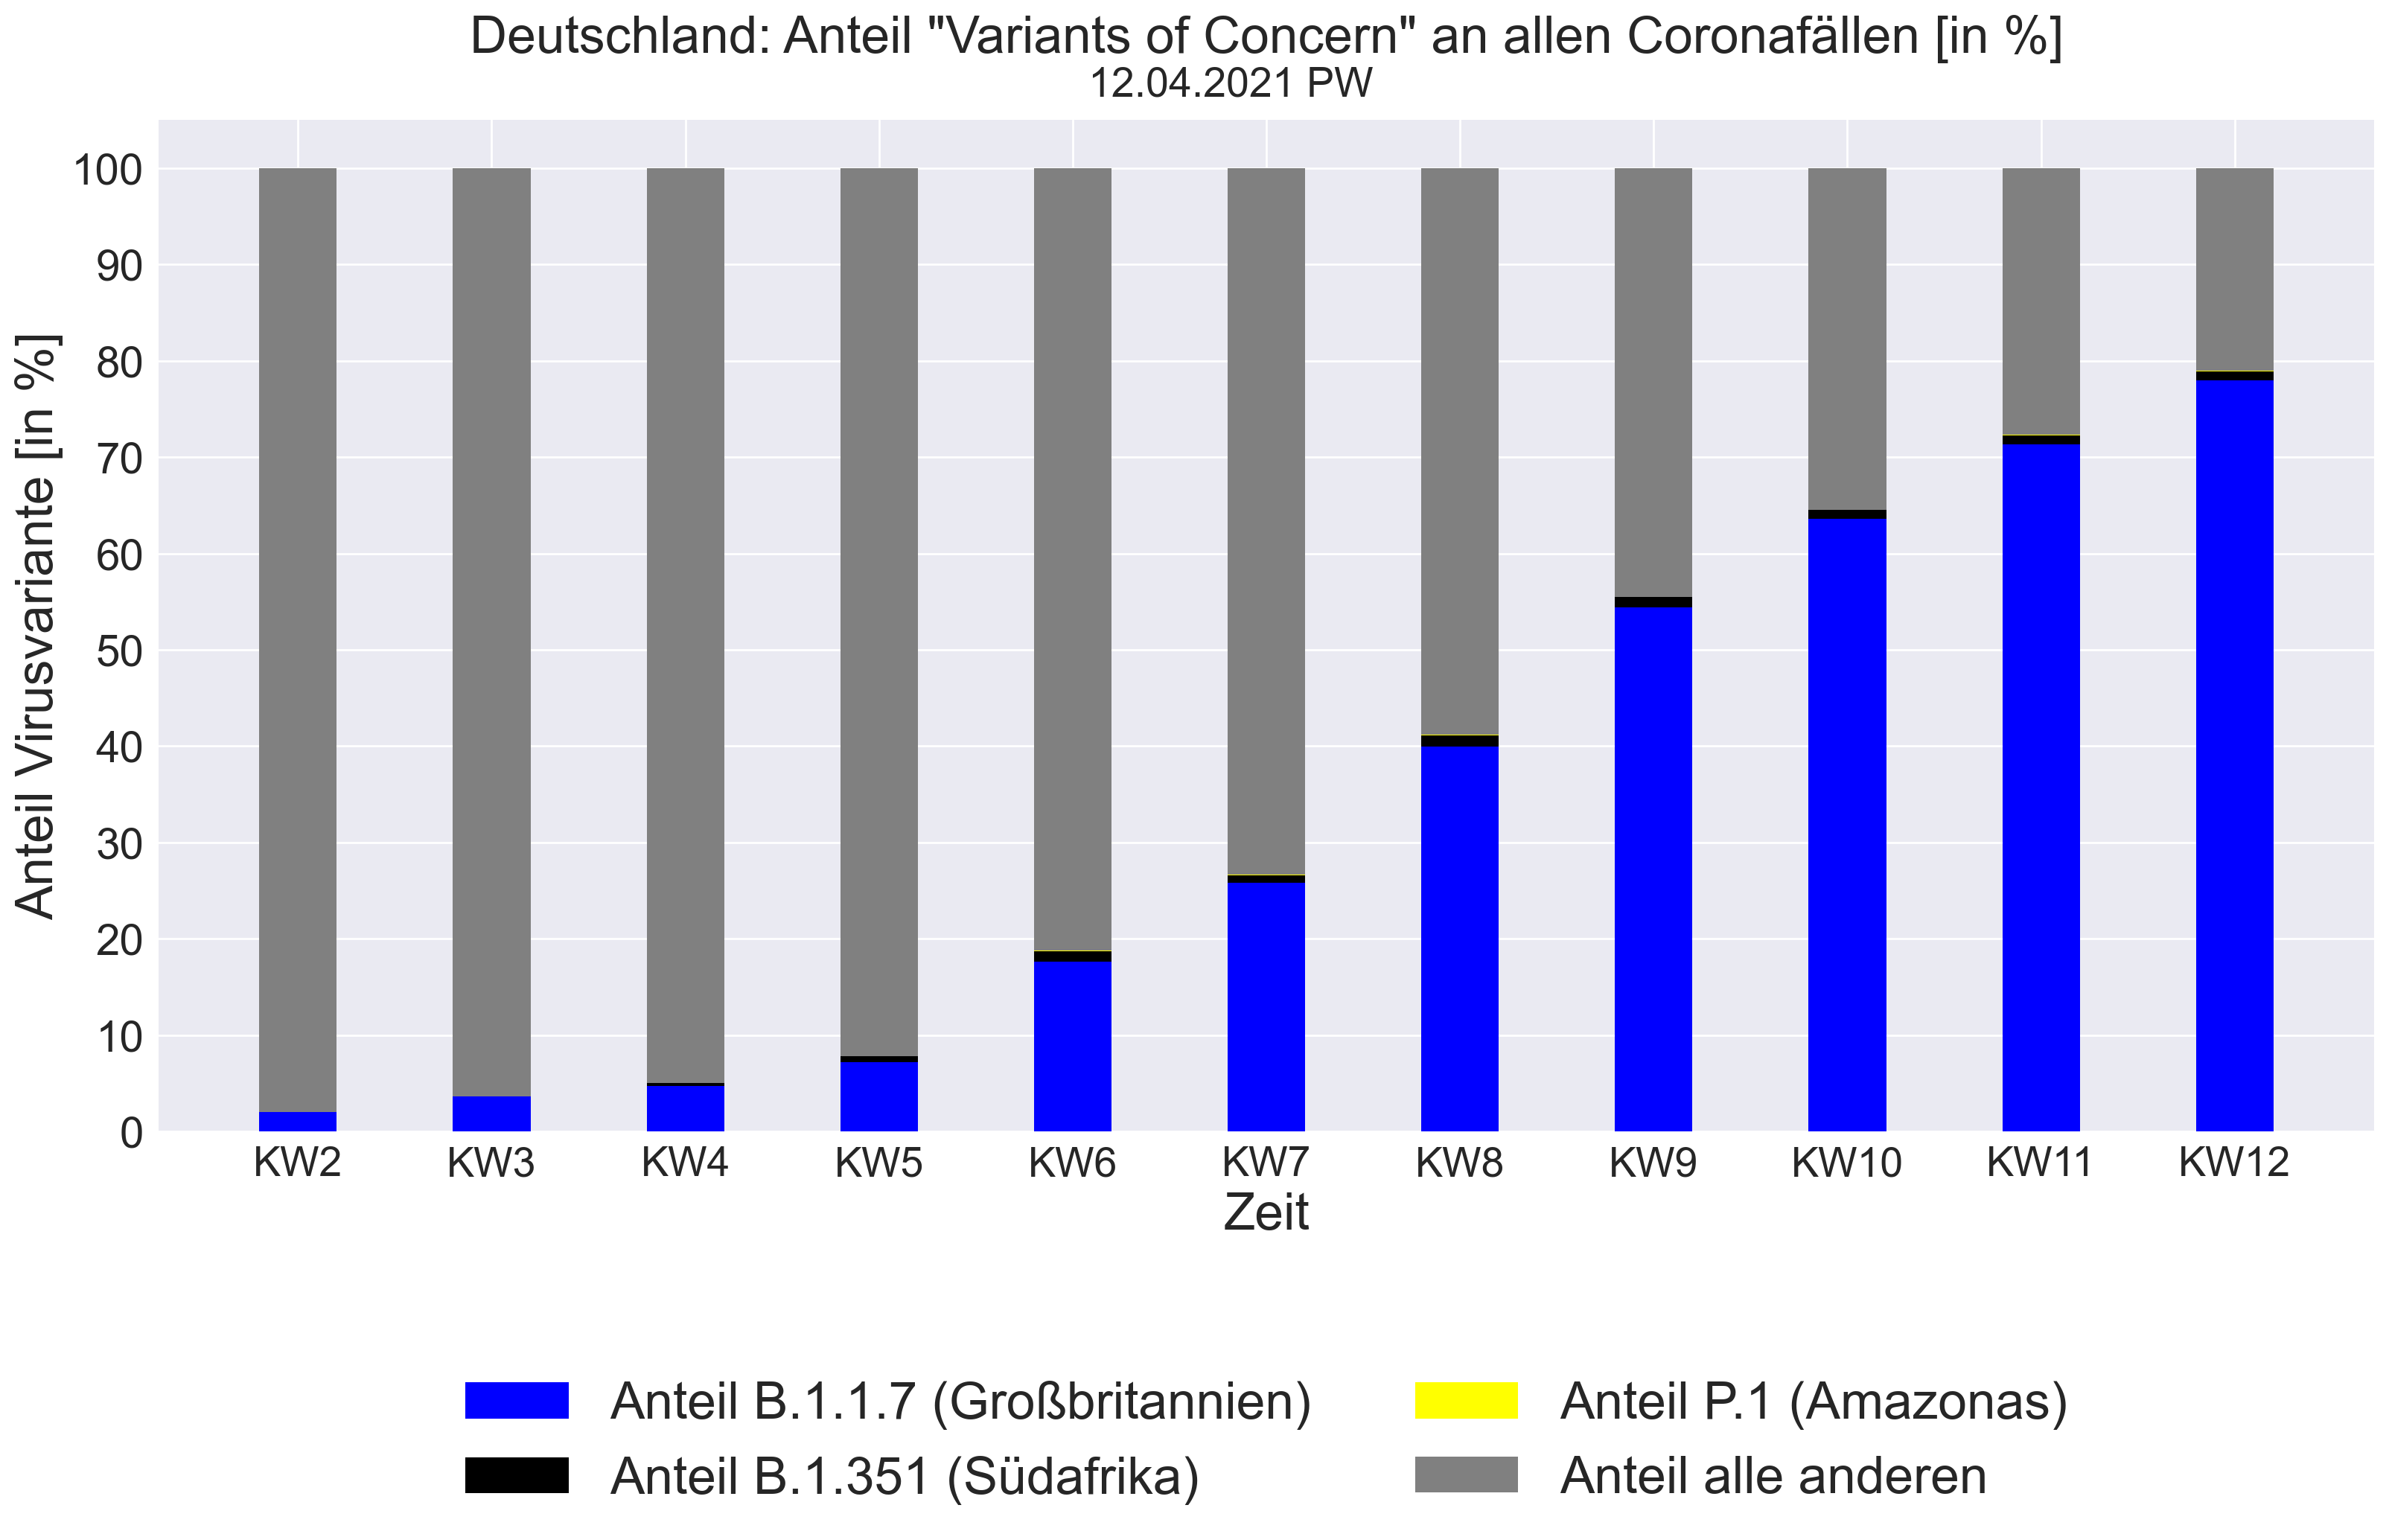 Deutschland: Anteil "Variants of Concern" an allen Coronafällen [in %]
12.04.2021 PW
Anteil Virusvariante [in %]
100
90
80
70
60
50
40
30
20
10
0
KW2 KW3 KW4 KW5 KW6 KW7 KW8 KW9 KW10 KW11 KW12
Zeit
Anteil B.1.1.7 (Großbritannien)
Anteil B.1.351 (Südafrika)
Anteil P.1 (Amazonas)
Anteil alle anderen